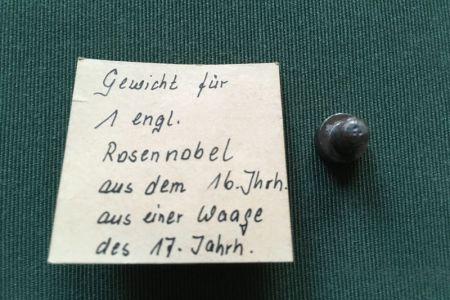 Gewicht für
1 engl.
Rosennobel
aus dem 16. Jhrh.
aus einer Waage
des 17. Jahrh.